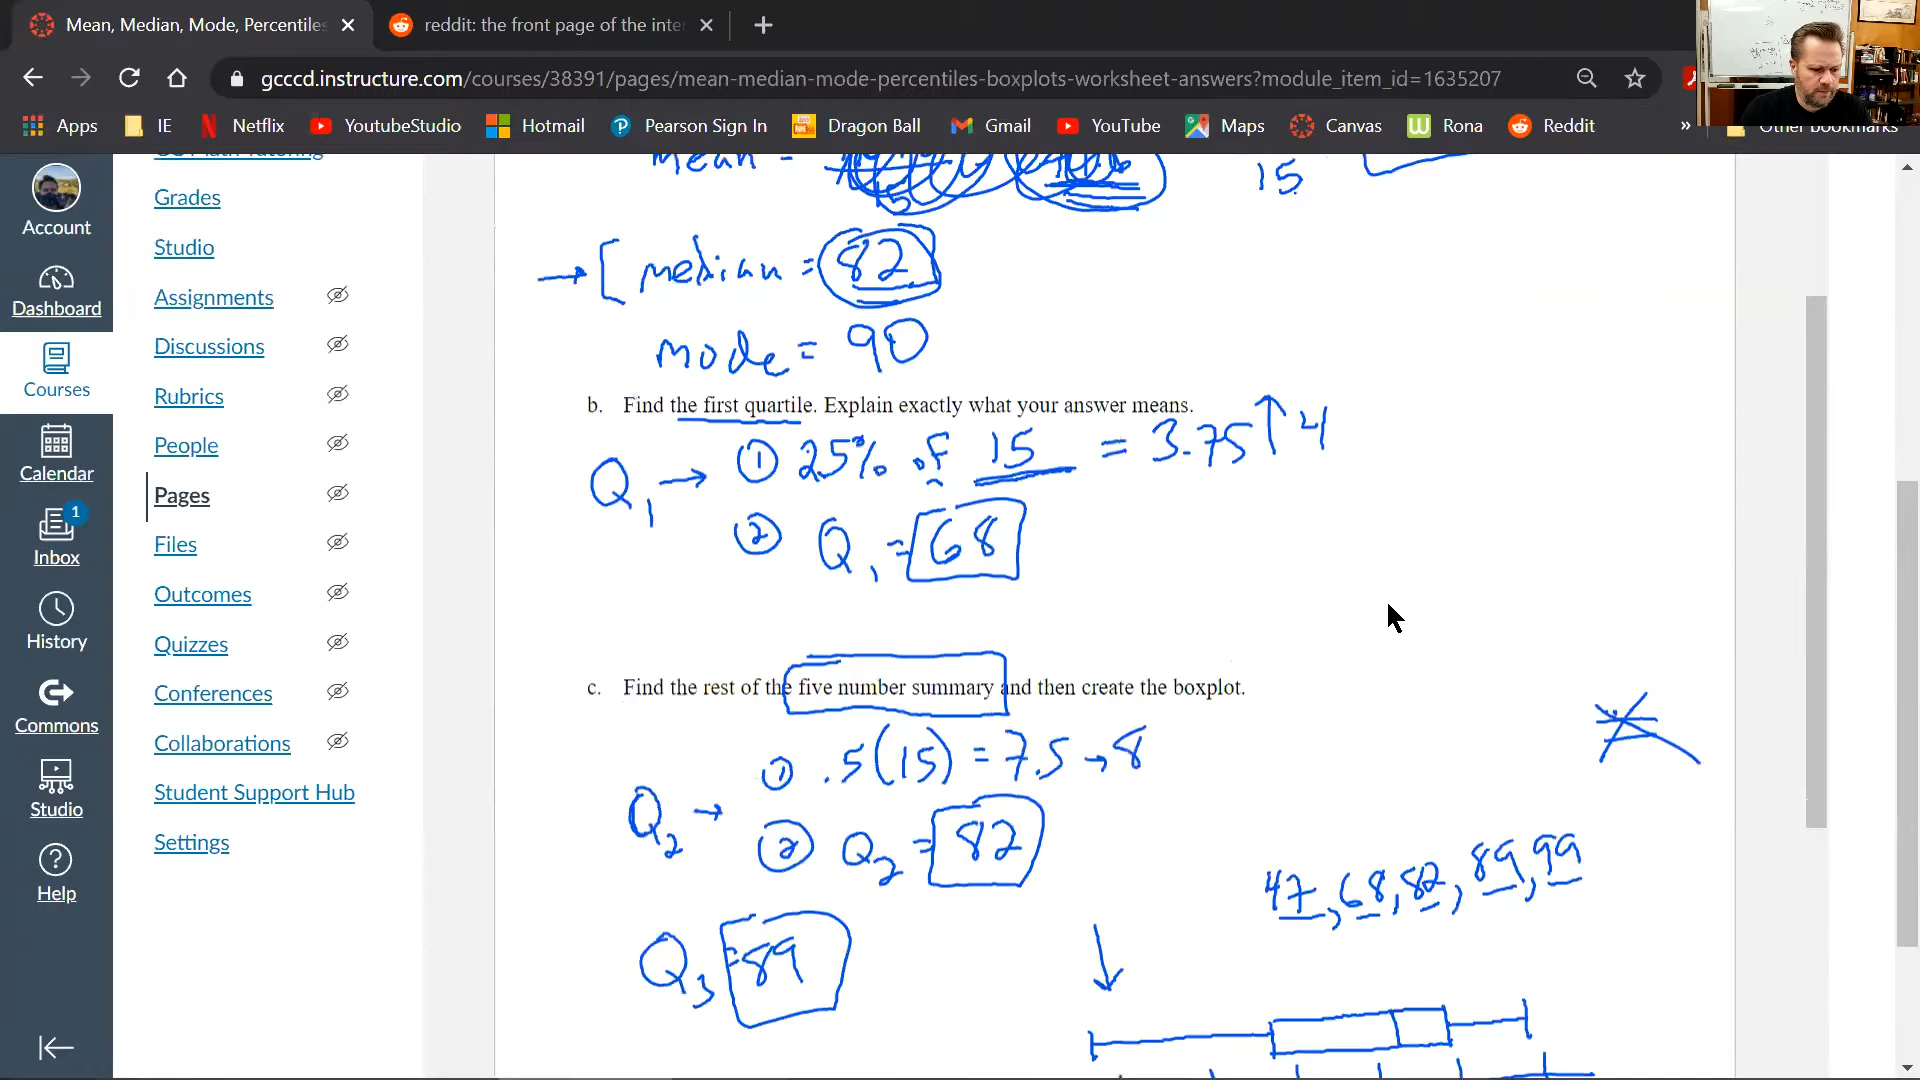 Mean, Median, Mode, Percentiles
reddit: the front page of the inte
gcccd.instructure.com/courses/38391/pages/mean-median-mode-percentiles-boxplots-worksheet-answers?module_item_id=1635207
Apps IE Netflix YoutubeStudio Hotmail Pearson Sign In Dragon Ball Gmail YouTube Maps Canvas Rona Reddit » Other bookmarks
Account
Dashboard
Courses
Calendar
1
Inbox
History
Commons
Studio
Help
Grades
Studio
Assignments
Discussions
Rubrics
People
Pages
Files
Outcomes
Quizzes
Conferences
Collaborations
Student Support Hub
Settings
mean =
15
15
→ [ median = 82
mode = 90
b. Find the first quartile. Explain exactly what your answer means.
Q1 → ① 25% of 15 = 3.75 ↑ 4
② Q1 = 68
c. Find the rest of the five number summary and then create the boxplot.
① .5(15) = 7.5 → 8
Q2 →
② Q2 = 82
47, 68, 82, 89, 99
Q3 = 89